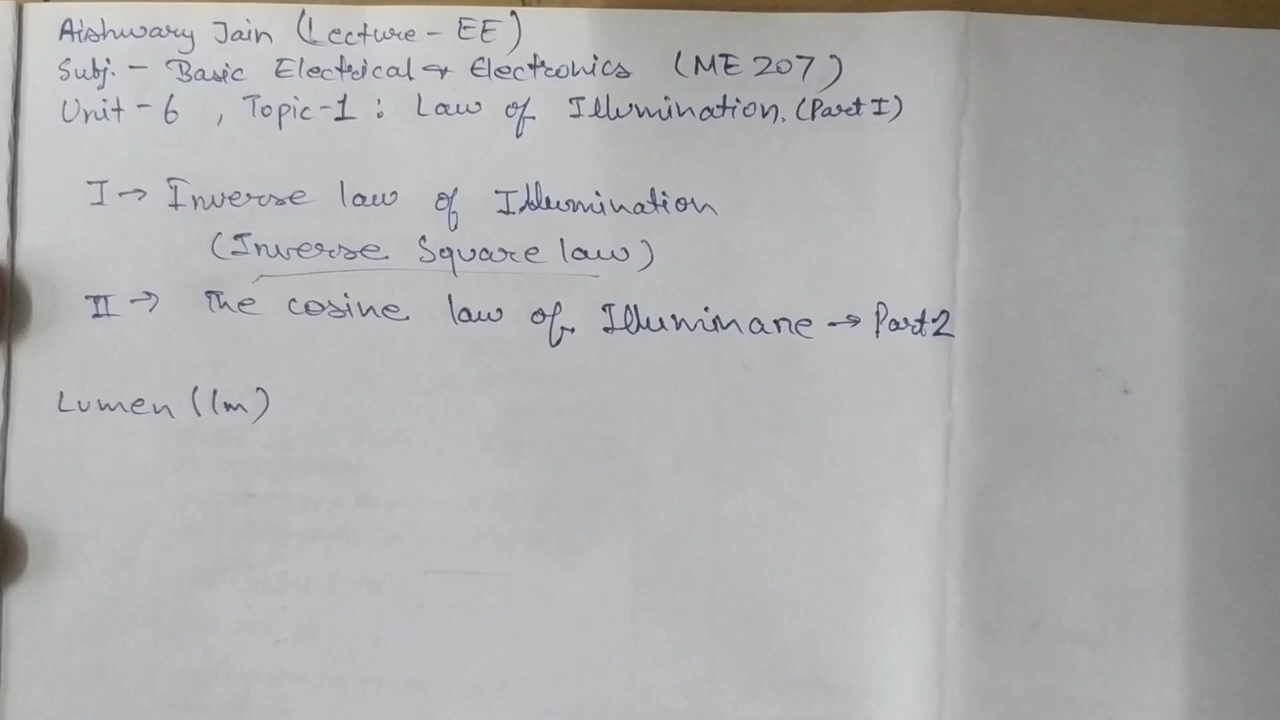 Aishwary Jain (Lecture - EE)
Subj. - Basic Electrical & Electronics (ME 207)
Unit - 6 , Topic - 1 : Law of Illumination. (Part I)
I → Inverse law of Illumination
(Inverse Square law)
II → The cosine law of Illuminane → Part 2
Lumen (lm)